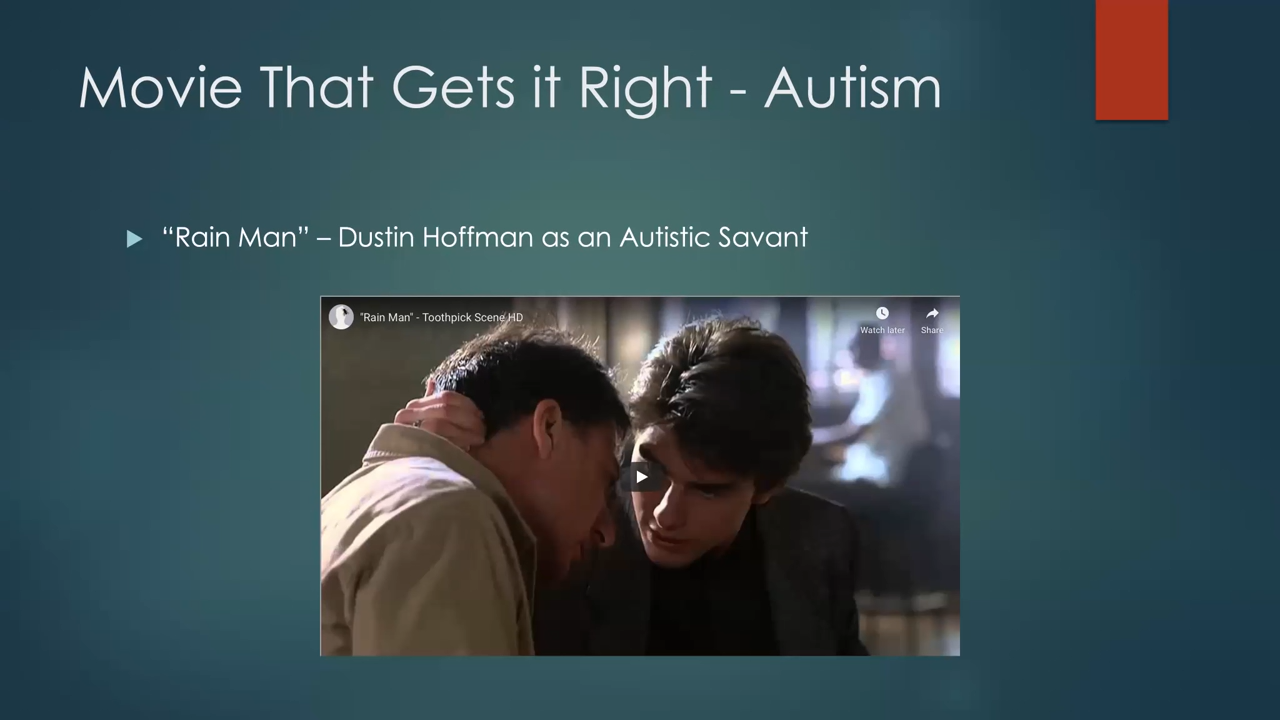 Movie That Gets it Right - Autism
“Rain Man” – Dustin Hoffman as an Autistic Savant
"Rain Man" - Toothpick Scene HD
Watch later
Share